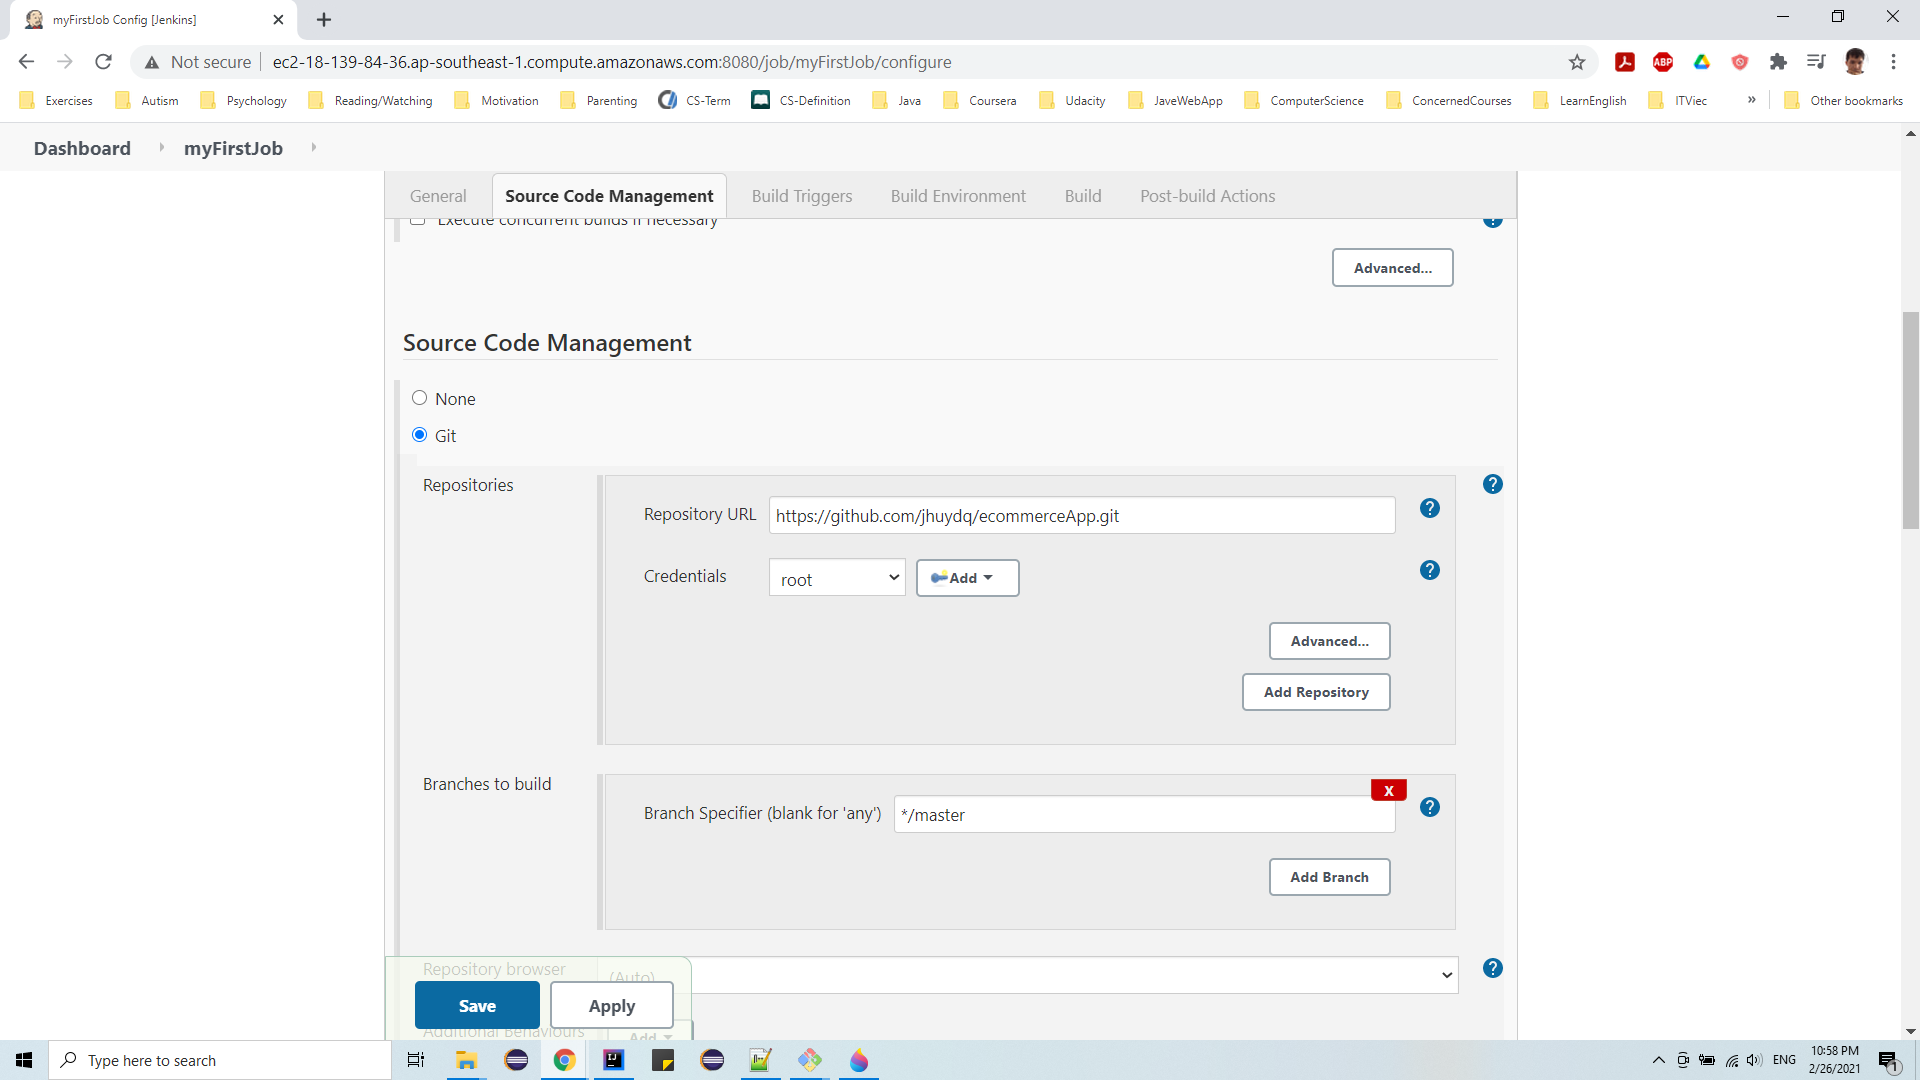 myFirstJob Config [Jenkins]
Not secure
ec2-18-139-84-36.ap-southeast-1.compute.amazonaws.com:8080/job/myFirstJob/configure
ABP
Exercises
Autism
Psychology
Reading/Watching
Motivation
Parenting
CS-Term
CS-Definition
Java
Coursera
Udacity
JaveWebApp
ComputerScience
ConcernedCourses
LearnEnglish
ITViec
»
Other bookmarks
Dashboard
myFirstJob
General
Source Code Management
Build Triggers
Build Environment
Build
Post-build Actions
Execute concurrent builds if necessary
?
Advanced...
Source Code Management
None
Git
Repositories
?
Repository URL
https://github.com/jhuydq/ecommerceApp.git
?
Credentials
root
Add
?
Advanced...
Add Repository
Branches to build
X
Branch Specifier (blank for 'any')
*/master
?
Add Branch
Repository browser
(Auto)
?
Save
Apply
Additional Behaviours
Add
Type here to search
IJ
ENG
10:58 PM
2/26/2021
1